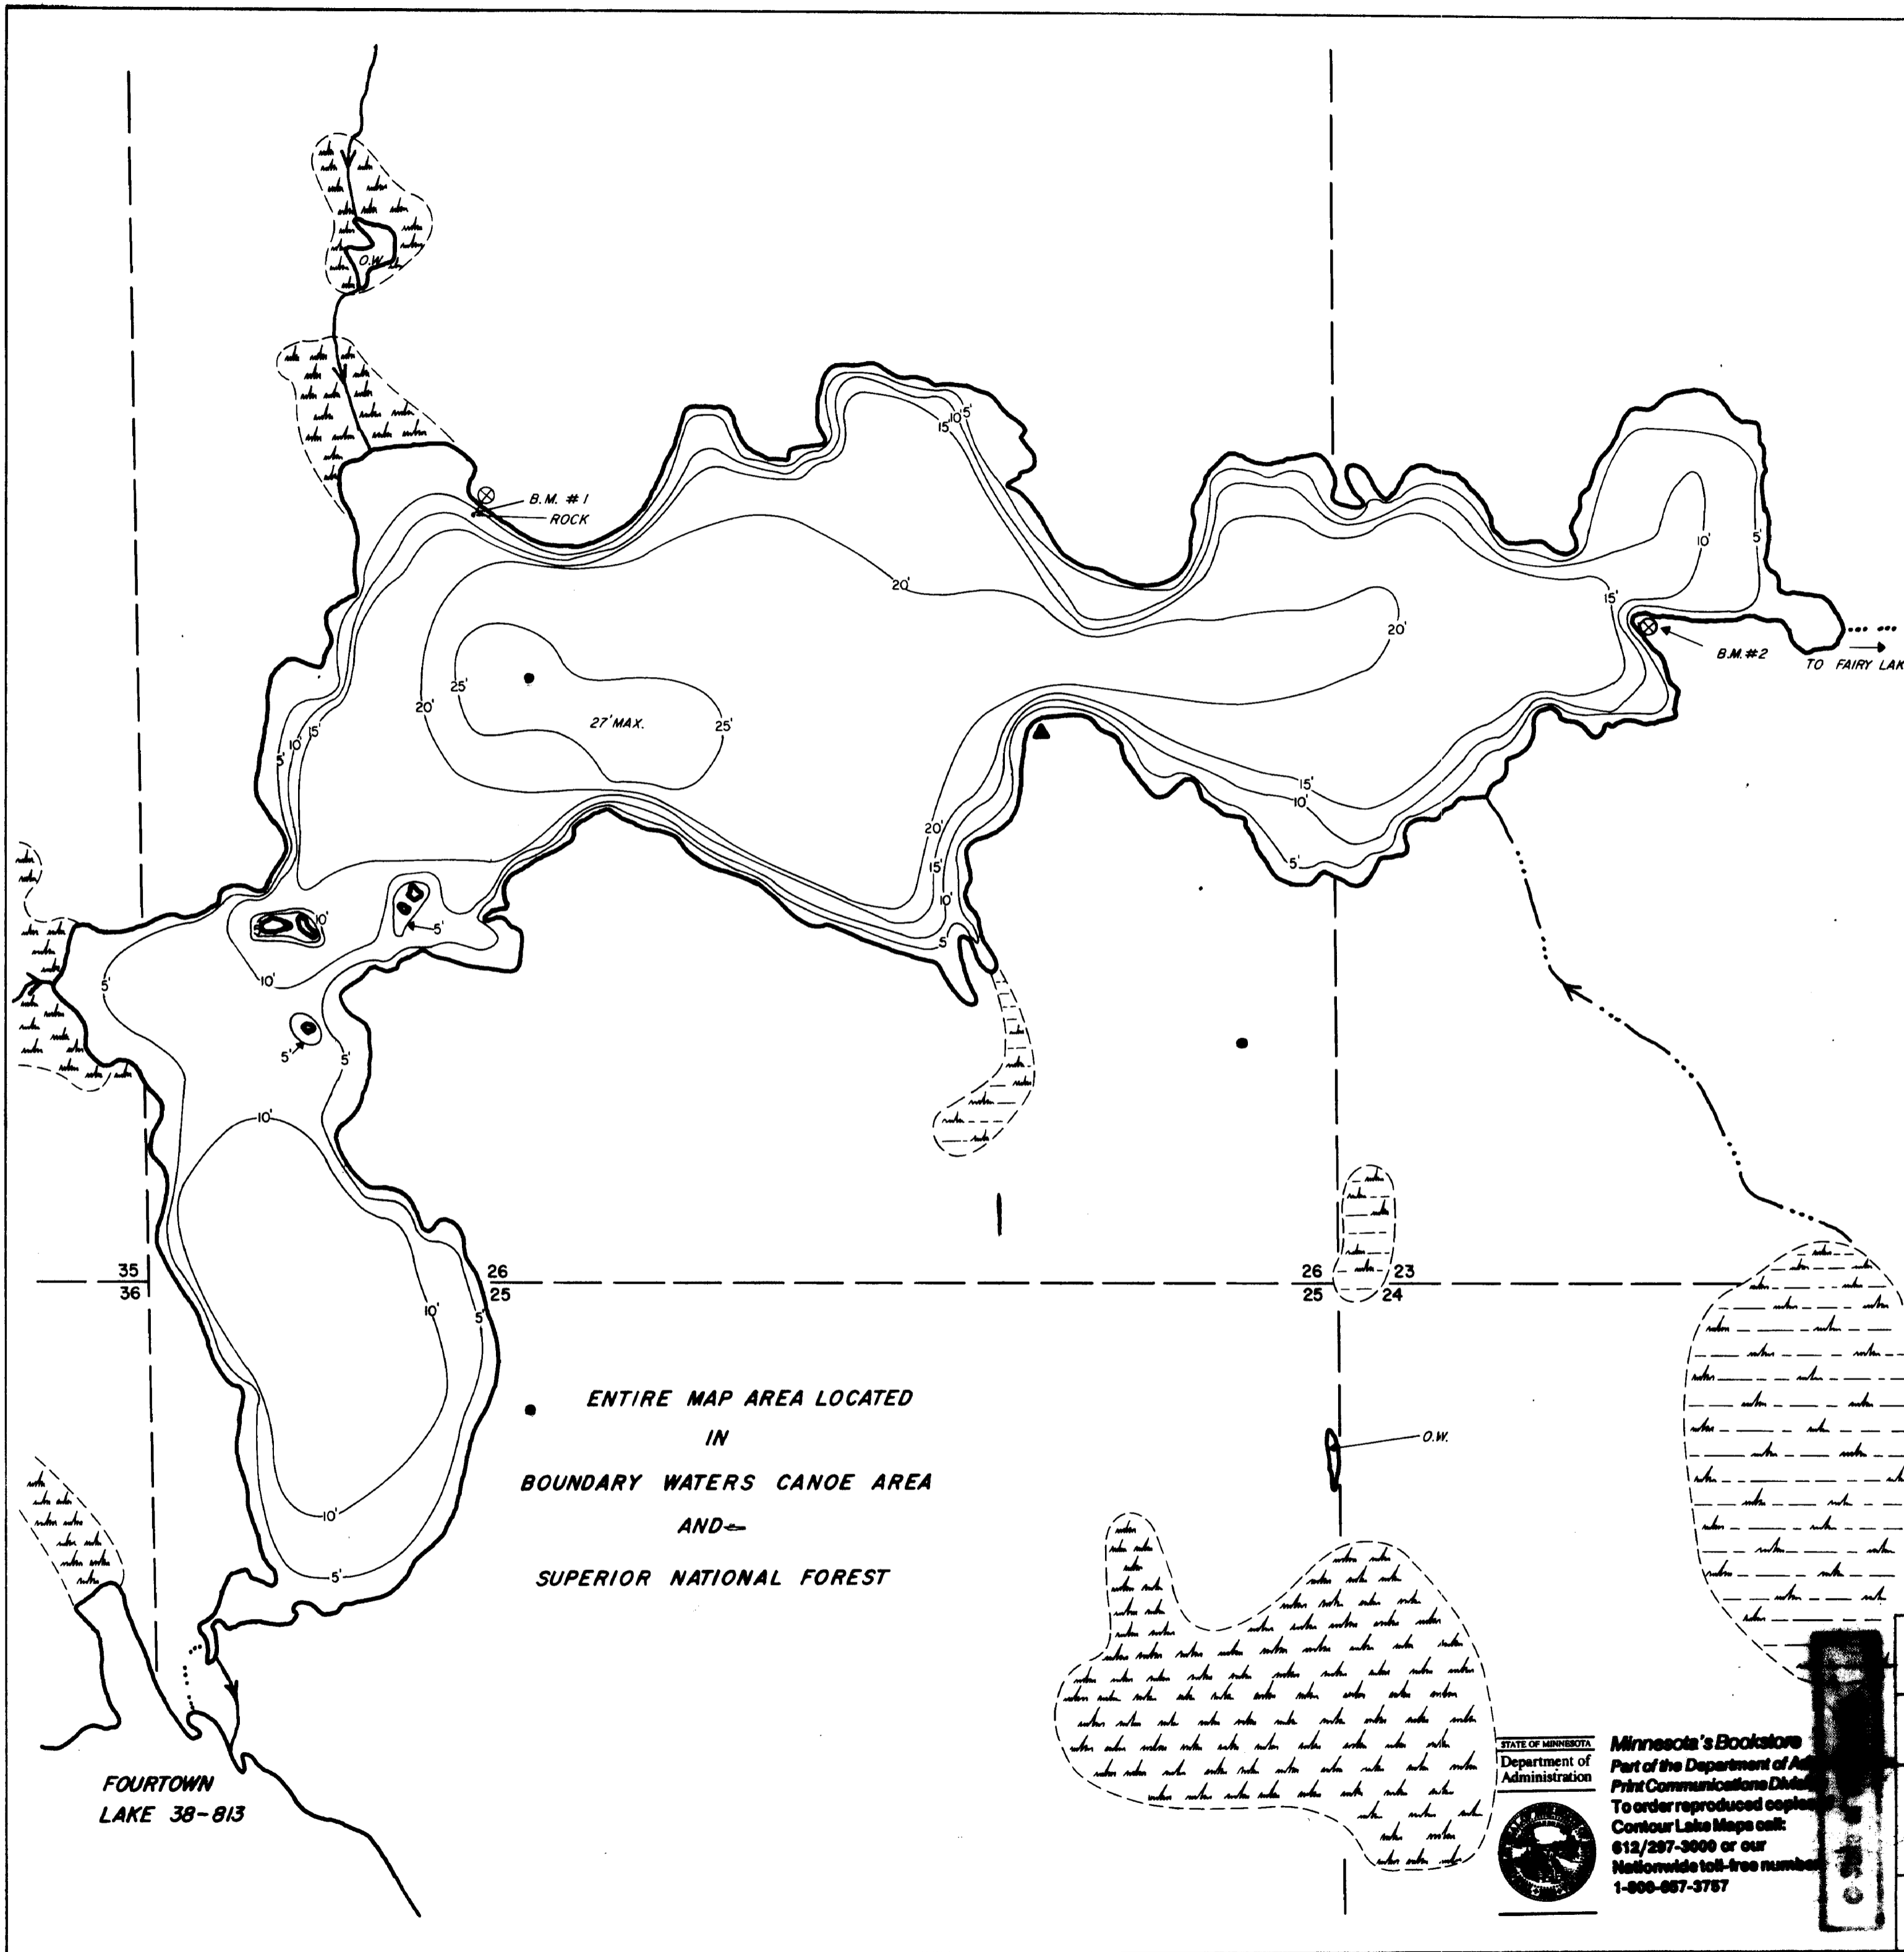 O.W.
B.M. #1
ROCK
5'
10'
15'
15'
10'
5'
20'
20'
20'
25'
27' MAX.
25'
15'
10'
5'
B.M. #2
TO FAIRY LAK
20'
15'
10'
5'
15'
10'
5'
5'
10'
5'
10'
5'
5'
5'
10'
10'
5'
10'
5'
35
36
26
25
26
25
23
24
O.W.
ENTIRE MAP AREA LOCATED
IN
BOUNDARY WATERS CANOE AREA
AND
SUPERIOR NATIONAL FOREST
FOURTOWN
LAKE 38-813
STATE OF MINNESOTA
Department of
Administration
Minnesota's Bookstore
Part of the Department of
Print Communications
To order reproduced copies
Contour Lake Maps call:
612/297-3000 or our
Nationwide toll-free number
1-800-657-3757